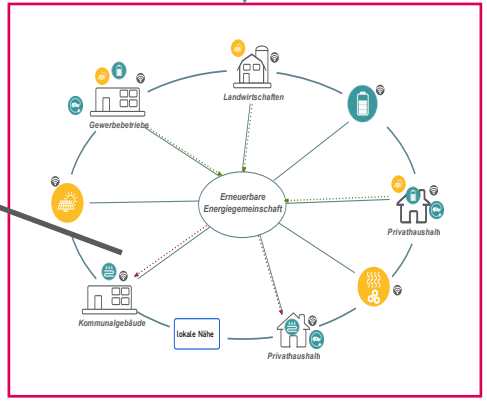 Landwirtschaften
Gewerbebetriebe
Erneuerbare
Energiegemeinschaft
Privathaushalt
Kommunalgebäude
lokale Nähe
Privathaushalt